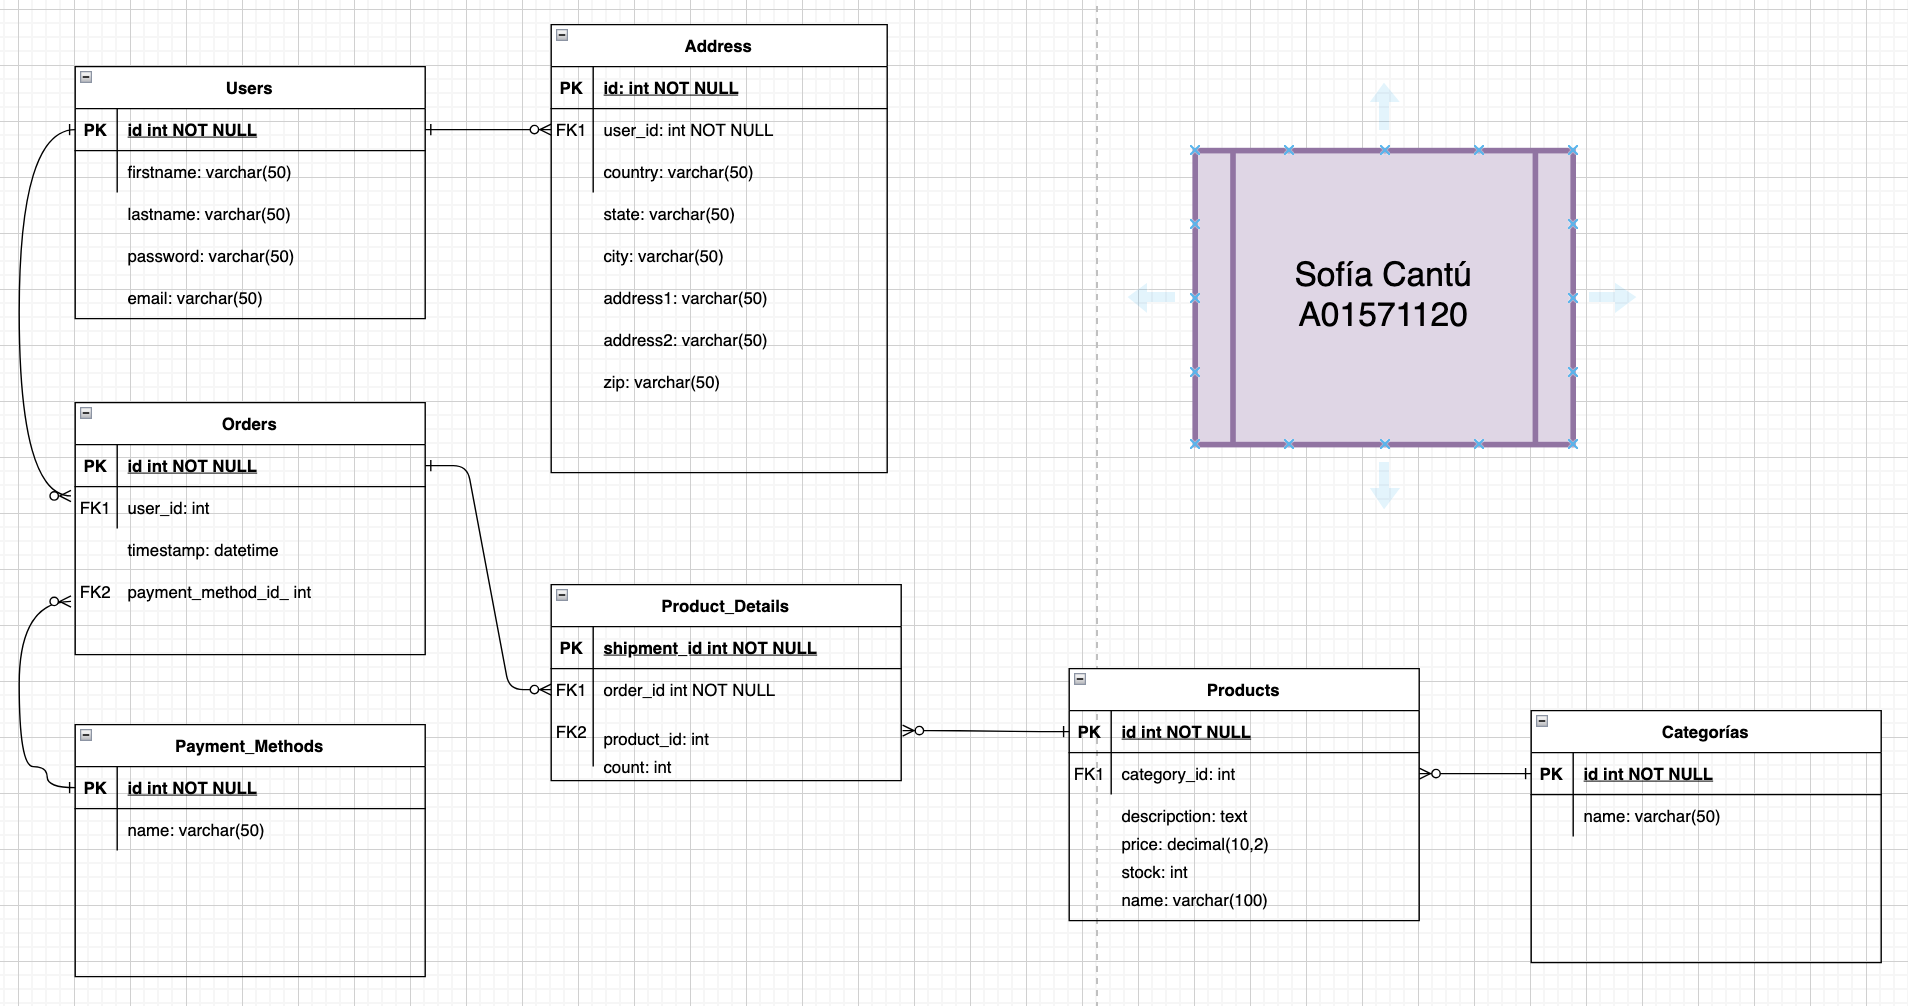 Users
PK id int NOT NULL
firstname: varchar(50)
lastname: varchar(50)
password: varchar(50)
email: varchar(50)
Address
PK id: int NOT NULL
FK1 user_id: int NOT NULL
country: varchar(50)
state: varchar(50)
city: varchar(50)
address1: varchar(50)
address2: varchar(50)
zip: varchar(50)
Sofía Cantú
A01571120
Orders
PK id int NOT NULL
FK1 user_id: int
timestamp: datetime
FK2 payment_method_id_ int
Product_Details
PK shipment_id int NOT NULL
FK1 order_id int NOT NULL
FK2 product_id: int
count: int
Payment_Methods
PK id int NOT NULL
name: varchar(50)
Products
PK id int NOT NULL
FK1 category_id: int
descripction: text
price: decimal(10,2)
stock: int
name: varchar(100)
Categorías
PK id int NOT NULL
name: varchar(50)